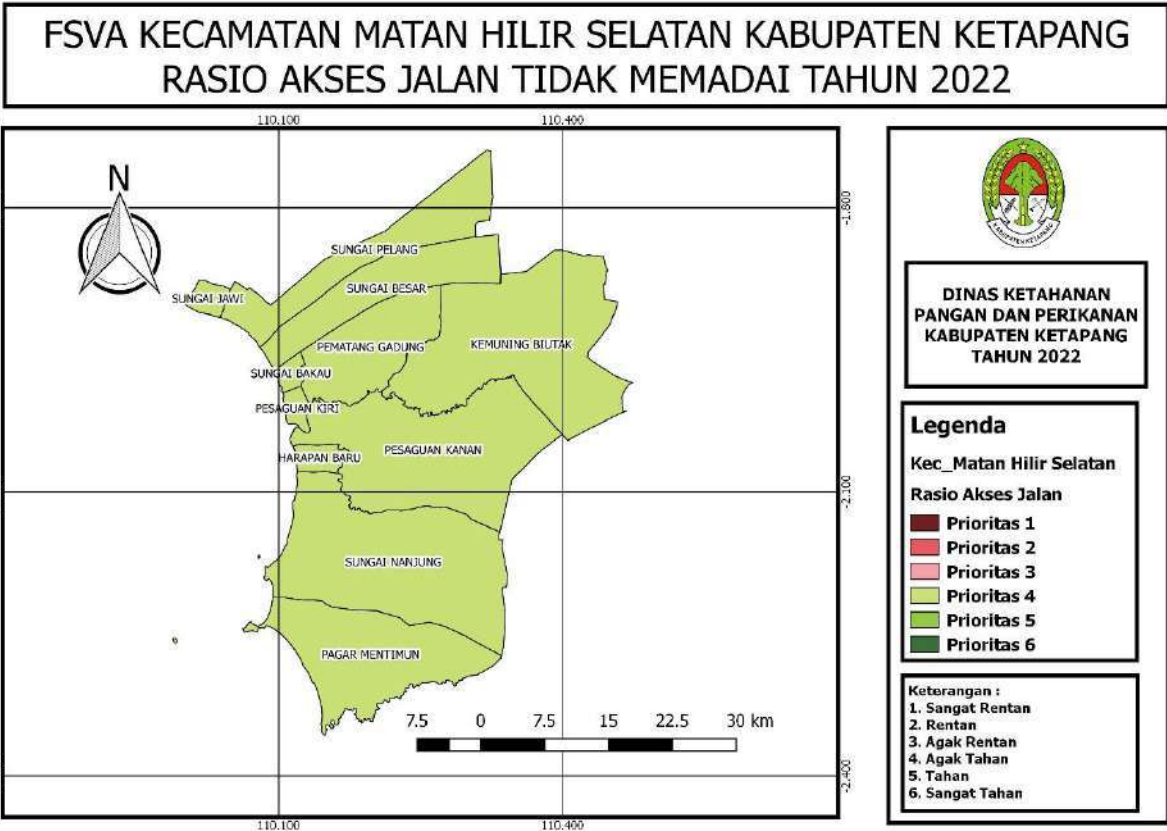 FSVA KECAMATAN MATAN HILIR SELATAN KABUPATEN KETAPANG
RASIO AKSES JALAN TIDAK MEMADAI TAHUN 2022
110.100
110.400
N
-1.800
SUNGAI PELANG
SUNGAI BESAR
SUNGAI JAWI
PEMATANG GADUNG
KEMUNING BIUTAK
SUNGAI BAKAU
PESAGUAN KIRI
PESAGUAN KANAN
HARAPAN BARU
-2.100
SUNGAI NANJUNG
PAGAR MENTIMUN
7.5 0 7.5 15 22.5 30 km
-2.400
110.100
110.400
KABUPATEN KETAPANG
DINAS KETAHANAN
PANGAN DAN PERIKANAN
KABUPATEN KETAPANG
TAHUN 2022
Legenda
Kec_Matan Hilir Selatan
Rasio Akses Jalan
Prioritas 1
Prioritas 2
Prioritas 3
Prioritas 4
Prioritas 5
Prioritas 6
Keterangan :
1. Sangat Rentan
2. Rentan
3. Agak Rentan
4. Agak Tahan
5. Tahan
6. Sangat Tahan